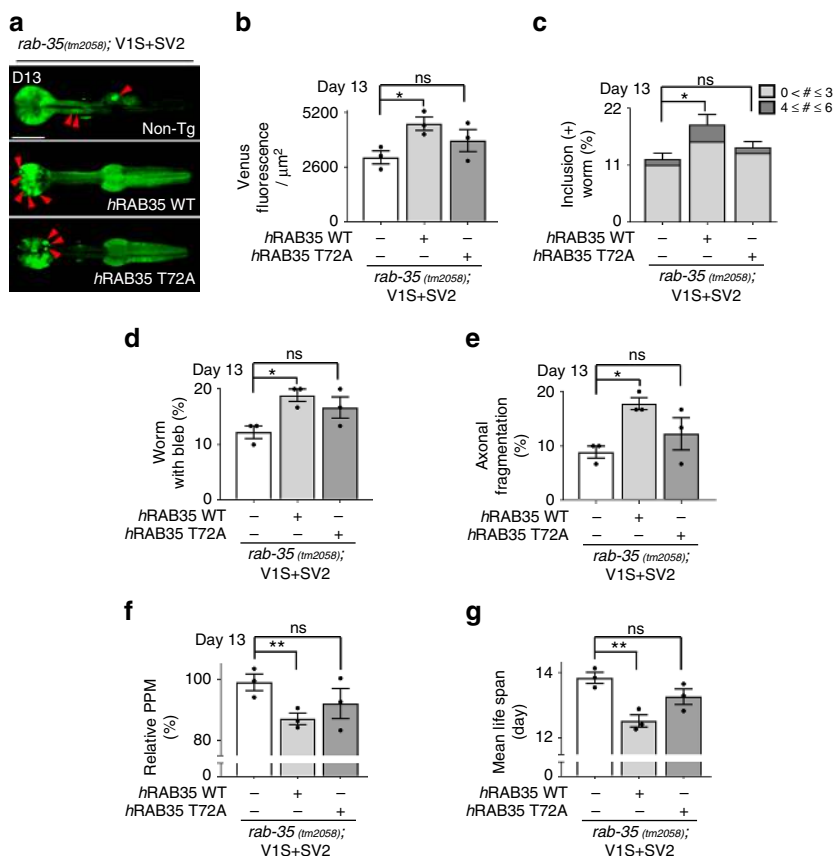 a
rab-35(tm2058); V1S+SV2
D13
Non-Tg
hRAB35 WT
hRAB35 T72A
b
Day 13
ns
*
5200
2600
0
Venus
fluorescence
/ μm2
hRAB35 WT – + –
hRAB35 T72A – – +
rab-35 (tm2058);
V1S+SV2
c
Day 13
ns
*
0 < # ≤ 3
4 ≤ # ≤ 6
22
11
0
Inclusion (+)
worm (%)
hRAB35 WT – + –
hRAB35 T72A – – +
rab-35 (tm2058);
V1S+SV2
d
Day 13
ns
*
20
10
0
Worm
with bleb (%)
hRAB35 WT – + –
hRAB35 T72A – – +
rab-35 (tm2058);
V1S+SV2
e
Day 13
ns
*
20
10
0
Axonal
fragmentation
(%)
hRAB35 WT – + –
hRAB35 T72A – – +
rab-35 (tm2058);
V1S+SV2
f
Day 13
ns
**
100
80
0
Relative PPM
(%)
hRAB35 WT – + –
hRAB35 T72A – – +
rab-35 (tm2058);
V1S+SV2
g
ns
**
14
12
0
Mean life span
(day)
hRAB35 WT – + –
hRAB35 T72A – – +
rab-35 (tm2058);
V1S+SV2